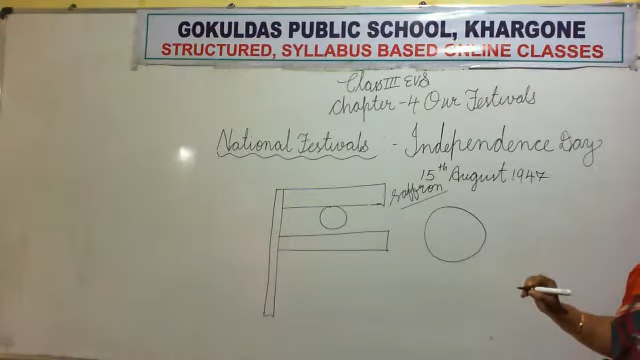 GOKULDAS PUBLIC SCHOOL, KHARGONE
STRUCTURED, SYLLABUS BASED ONLINE CLASSES
Class III EVS
Chapter -4 Our Festivals
National Festivals :- Independence Day
15th August 1947
saffron